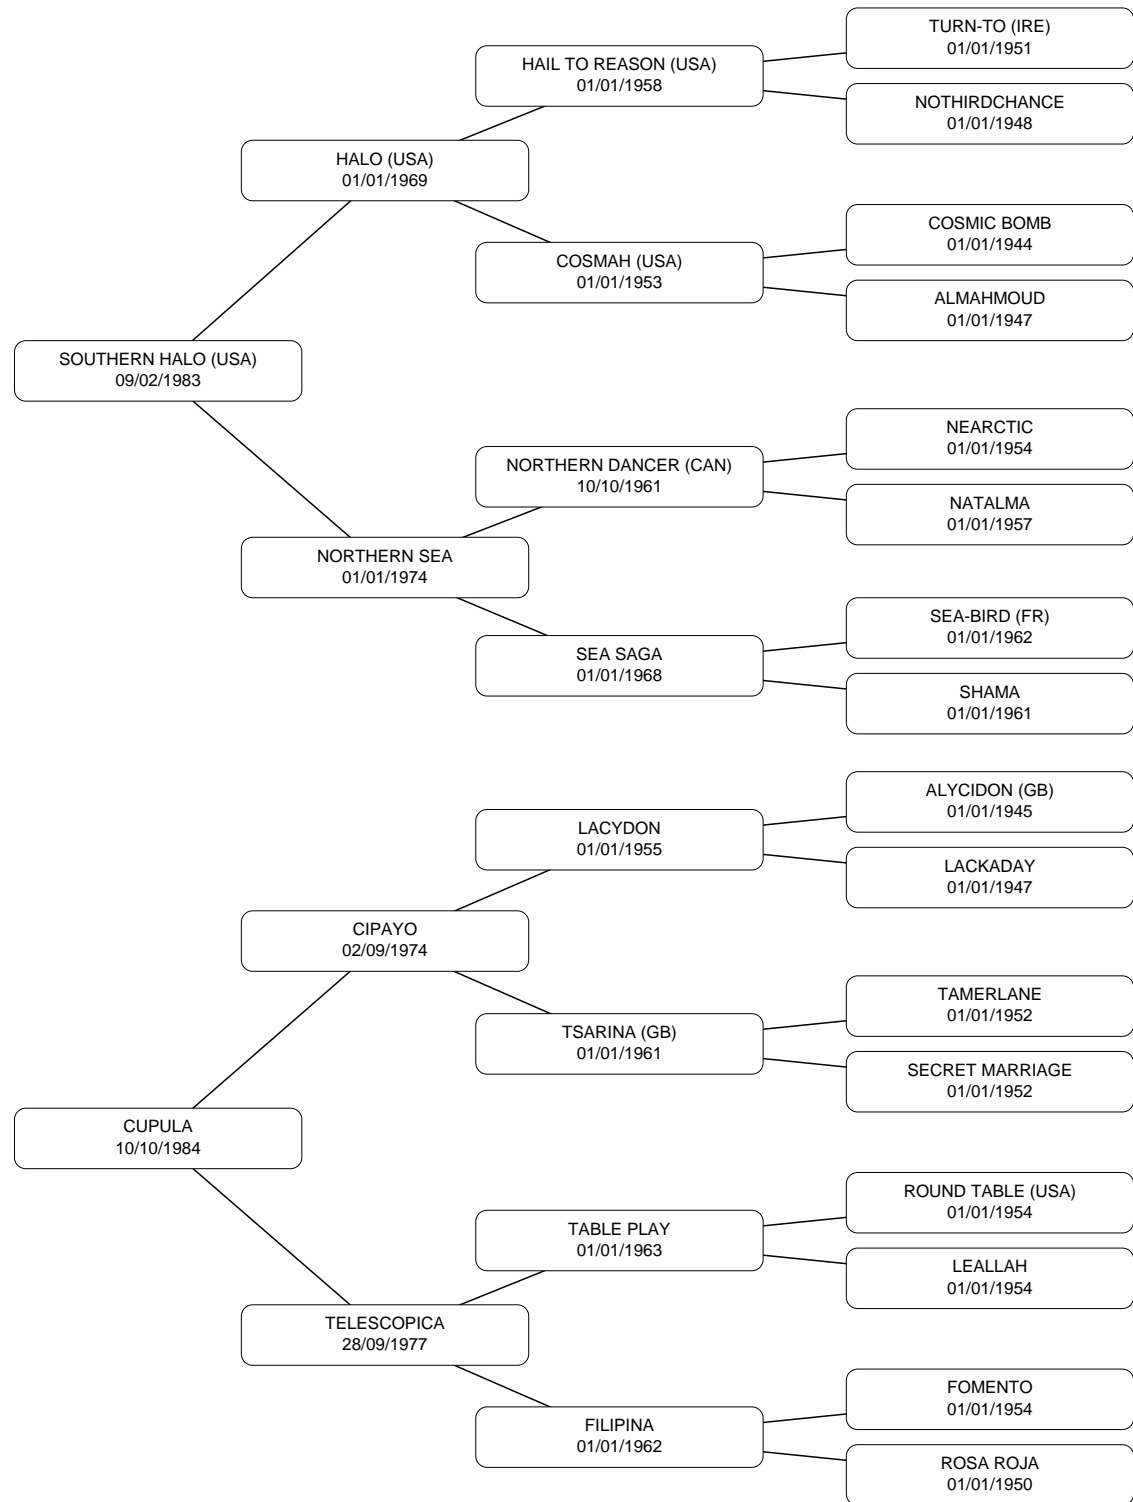 TURN-TO (IRE)
01/01/1951
HAIL TO REASON (USA)
01/01/1958
NOTHIRDCHANCE
01/01/1948
HALO (USA)
01/01/1969
COSMIC BOMB
01/01/1944
COSMAH (USA)
01/01/1953
ALMAHMOUD
01/01/1947
SOUTHERN HALO (USA)
09/02/1983
NEARCTIC
01/01/1954
NORTHERN DANCER (CAN)
10/10/1961
NATALMA
01/01/1957
NORTHERN SEA
01/01/1974
SEA-BIRD (FR)
01/01/1962
SEA SAGA
01/01/1968
SHAMA
01/01/1961
ALYCIDON (GB)
01/01/1945
LACYDON
01/01/1955
LACKADAY
01/01/1947
CIPAYO
02/09/1974
TAMERLANE
01/01/1952
TSARINA (GB)
01/01/1961
SECRET MARRIAGE
01/01/1952
CUPULA
10/10/1984
ROUND TABLE (USA)
01/01/1954
TABLE PLAY
01/01/1963
LEALLAH
01/01/1954
TELESCOPICA
28/09/1977
FOMENTO
01/01/1954
FILIPINA
01/01/1962
ROSA ROJA
01/01/1950